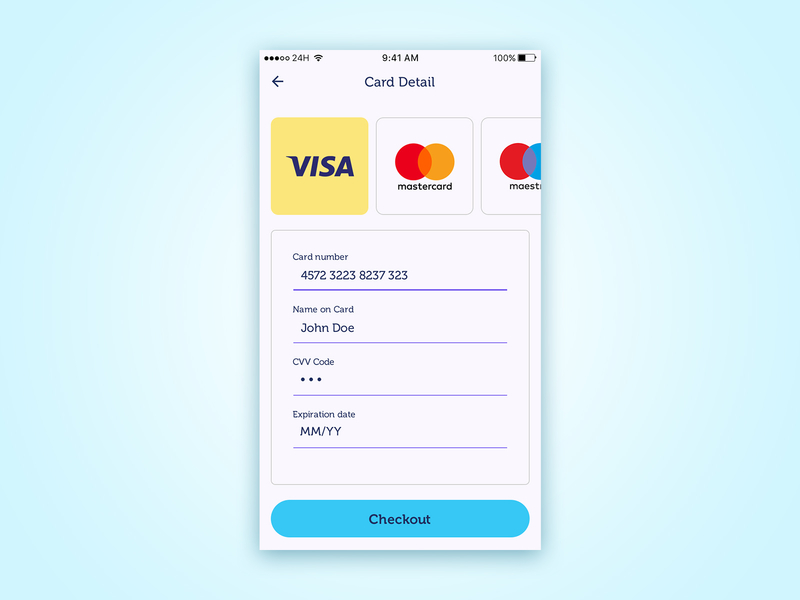 24H 9:41 AM 100%
Card Detail
VISA
mastercard
maest
Card number
4572 3223 8237 323
Name on Card
John Doe
CVV Code
•••
Expiration date
MM/YY
Checkout